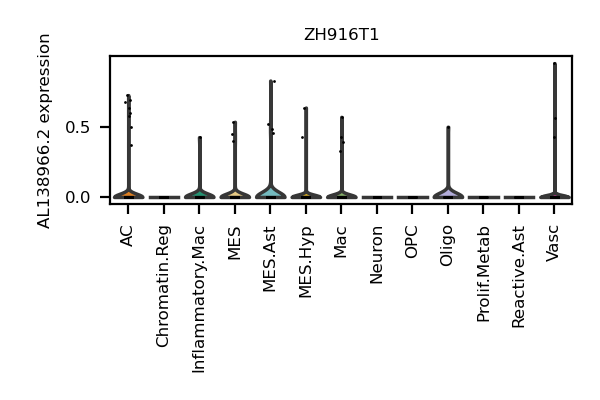 ZH916T1
AL138966.2 expression
0.5
0.0
AC
Chromatin.Reg
Inflammatory.Mac
MES
MES.Ast
MES.Hyp
Mac
Neuron
OPC
Oligo
Prolif.Metab
Reactive.Ast
Vasc